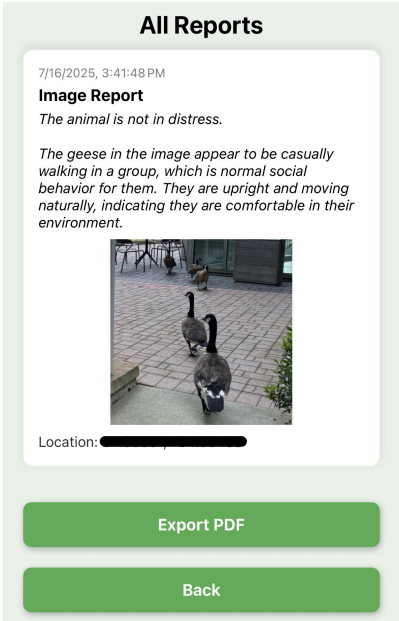 All Reports
7/16/2025, 3:41:48 PM
Image Report
The animal is not in distress.
The geese in the image appear to be casually
walking in a group, which is normal social
behavior for them. They are upright and moving
naturally, indicating they are comfortable in their
environment.
Location:
Export PDF
Back